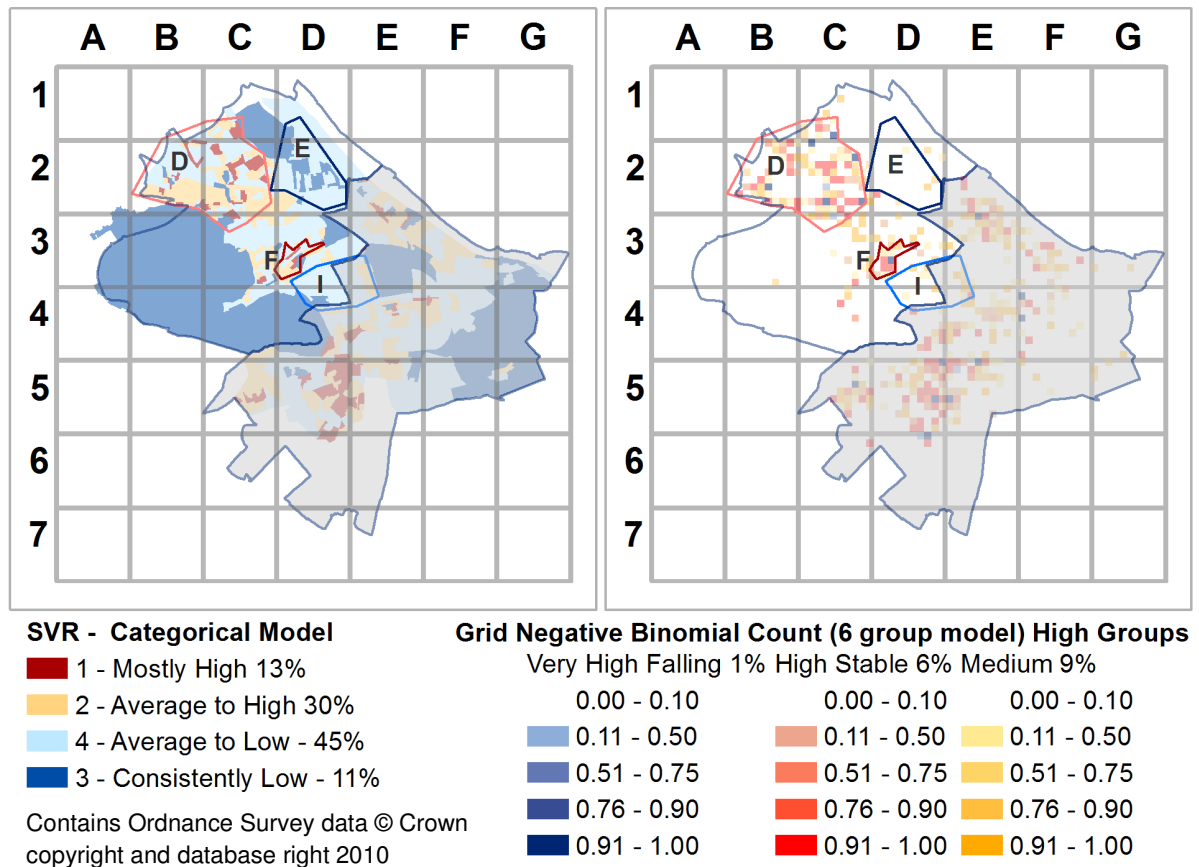 A B C D E F G
1
2
3
4
5
6
7
D
E
F
I
A B C D E F G
1
2
3
4
5
6
7
D
E
F
I
SVR - Categorical Model
1 - Mostly High 13%
2 - Average to High 30%
4 - Average to Low - 45%
3 - Consistently Low - 11%
Contains Ordnance Survey data © Crown
copyright and database right 2010
Grid Negative Binomial Count (6 group model) High Groups
Very High Falling 1% High Stable 6% Medium 9%
0.00 - 0.10 0.00 - 0.10 0.00 - 0.10
0.11 - 0.50 0.11 - 0.50 0.11 - 0.50
0.51 - 0.75 0.51 - 0.75 0.51 - 0.75
0.76 - 0.90 0.76 - 0.90 0.76 - 0.90
0.91 - 1.00 0.91 - 1.00 0.91 - 1.00